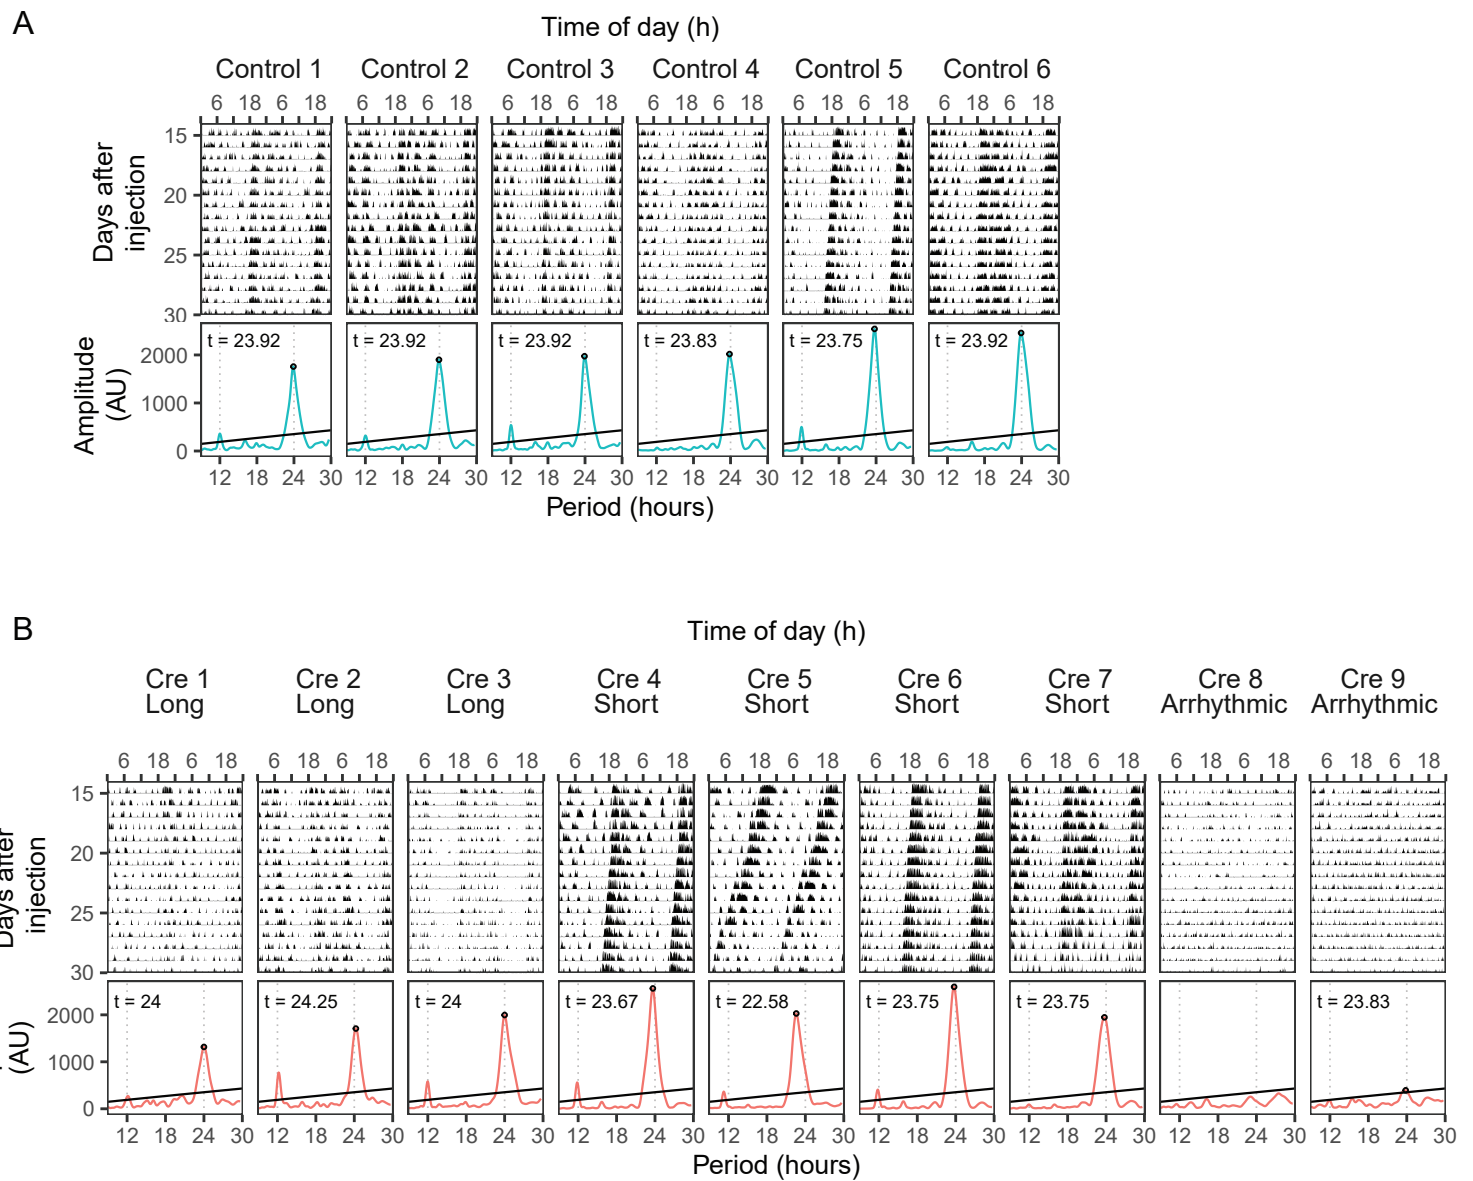 A
Time of day (h)
Control 1 Control 2 Control 3 Control 4 Control 5 Control 6
6 18 6 18 6 18 6 18 6 18 6 18 6 18 6 18 6 18 6 18 6 18 6 18
Days after
injection
15
20
25
30
Amplitude
(AU)
2000
1000
0
t = 23.92 t = 23.92 t = 23.92 t = 23.83 t = 23.75 t = 23.92
12 18 24 30 12 18 24 30 12 18 24 30 12 18 24 30 12 18 24 30 12 18 24 30
Period (hours)
B
Time of day (h)
Cre 1 Cre 2 Cre 3 Cre 4 Cre 5 Cre 6 Cre 7 Cre 8 Cre 9
Long Long Long Short Short Short Short Arrhythmic Arrhythmic
6 18 6 18 6 18 6 18 6 18 6 18 6 18 6 18 6 18 6 18 6 18 6 18 6 18 6 18 6 18 6 18 6 18 6 18
Days after
injection
15
20
25
30
(AU)
2000
1000
0
t = 24 t = 24.25 t = 24 t = 23.67 t = 22.58 t = 23.75 t = 23.75 t = 23.83
12 18 24 30 12 18 24 30 12 18 24 30 12 18 24 30 12 18 24 30 12 18 24 30 12 18 24 30 12 18 24 30 12 18 24 30
Period (hours)